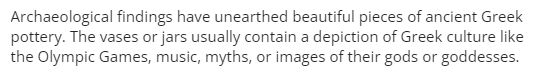 Archaeological findings have unearthed beautiful pieces of ancient Greek
pottery. The vases or jars usually contain a depiction of Greek culture like
the Olympic Games, music, myths, or images of their gods or goddesses.